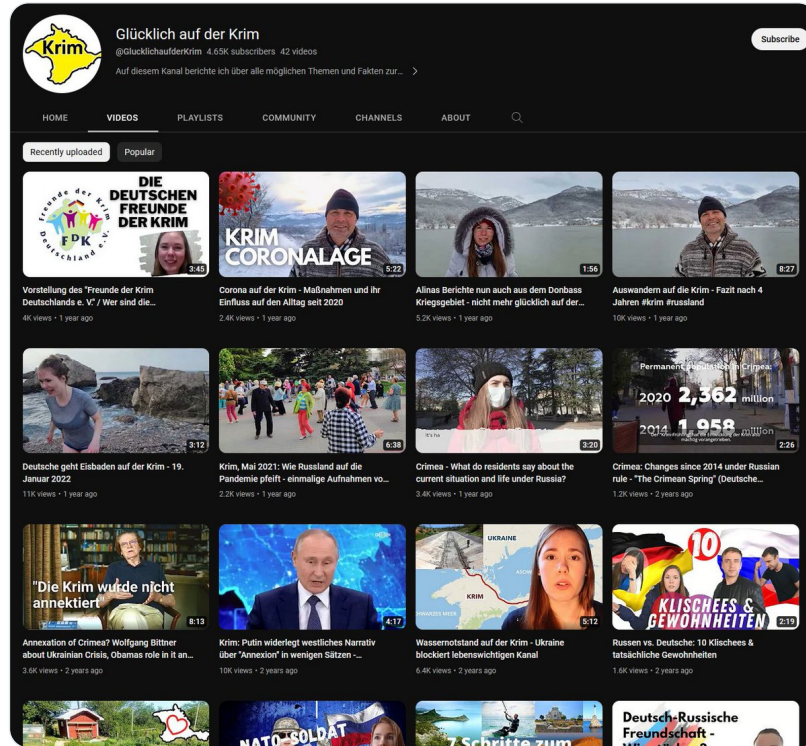 Krim
Glücklich auf der Krim
@GlucklichaufderKrim 4.65K subscribers 42 videos
Auf diesem Kanal berichte ich über alle möglichen Themen und Fakten zur...
Subscribe
HOME VIDEOS PLAYLISTS COMMUNITY CHANNELS ABOUT
Recently uploaded Popular
Freunde der Krim
Deutschland e. V.
FDK
DIE
DEUTSCHEN
FREUNDE
DER KRIM
3:45
KRIM
CORONALAGE
5:22
1:56
8:27
Vorstellung des "Freunde der Krim
Deutschlands e. V." / Wer sind die...
4K views • 1 year ago
Corona auf der Krim - Maßnahmen und ihr
Einfluss auf den Alltag seit 2020
2.4K views • 1 year ago
Alinas Berichte nun auch aus dem Donbass
Kriegsgebiet - nicht mehr glücklich auf der...
5.2K views • 1 year ago
Auswandern auf die Krim - Fazit nach 4
Jahren #krim #russland
10K views • 1 year ago
3:12
6:38
It's ha
3:20
Permanent population in Crimea:
2020 2,362 million
2014 1,958 million
2:26
Deutsche geht Eisbaden auf der Krim - 19.
Januar 2022
11K views • 1 year ago
Krim, Mai 2021: Wie Russland auf die
Pandemie pfeift - einmalige Aufnahmen vo...
2.2K views • 1 year ago
Crimea - What do residents say about the
current situation and life under Russia?
3.4K views • 1 year ago
Crimea: Changes since 2014 under Russian
rule - "The Crimean Spring" (Deutsche...
1.2K views • 2 years ago
"Die Krim wurde nicht
annektiert"
8:13
4:17
UKRAINE
KRIM
5:12
10
KLISCHEES &
GEWOHNHEITEN
2:19
Annexation of Crimea? Wolfgang Bittner
about Ukrainian Crisis, Obamas role in it an...
3.6K views • 2 years ago
Krim: Putin widerlegt westliches Narrativ
über "Annexion" in wenigen Sätzen -...
10K views • 2 years ago
Wassernotstand auf der Krim - Ukraine
blockiert lebenswichtigen Kanal
6.4K views • 2 years ago
Russen vs. Deutsche: 10 Klischees &
tatsächliche Gewohnheiten
1.6K views • 2 years ago
NATO-SOLDAT
7 Schritte zum
Deutsch-Russische
Freundschaft -